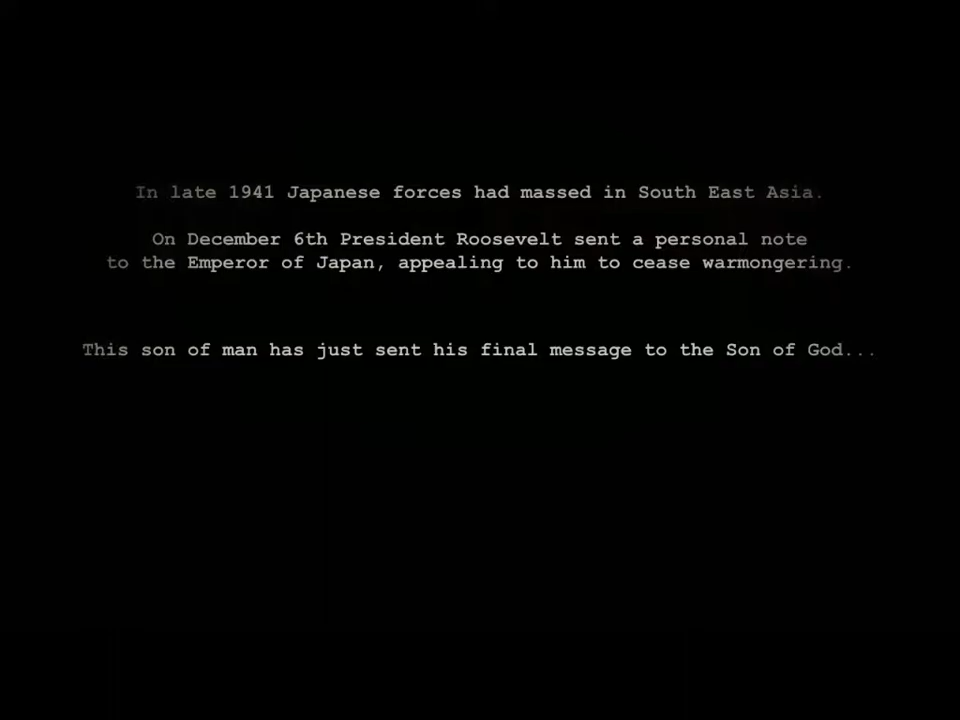 In late 1941 Japanese forces had massed in South East Asia.
On December 6th President Roosevelt sent a personal note
to the Emperor of Japan, appealing to him to cease warmongering.
This son of man has just sent his final message to the Son of God...